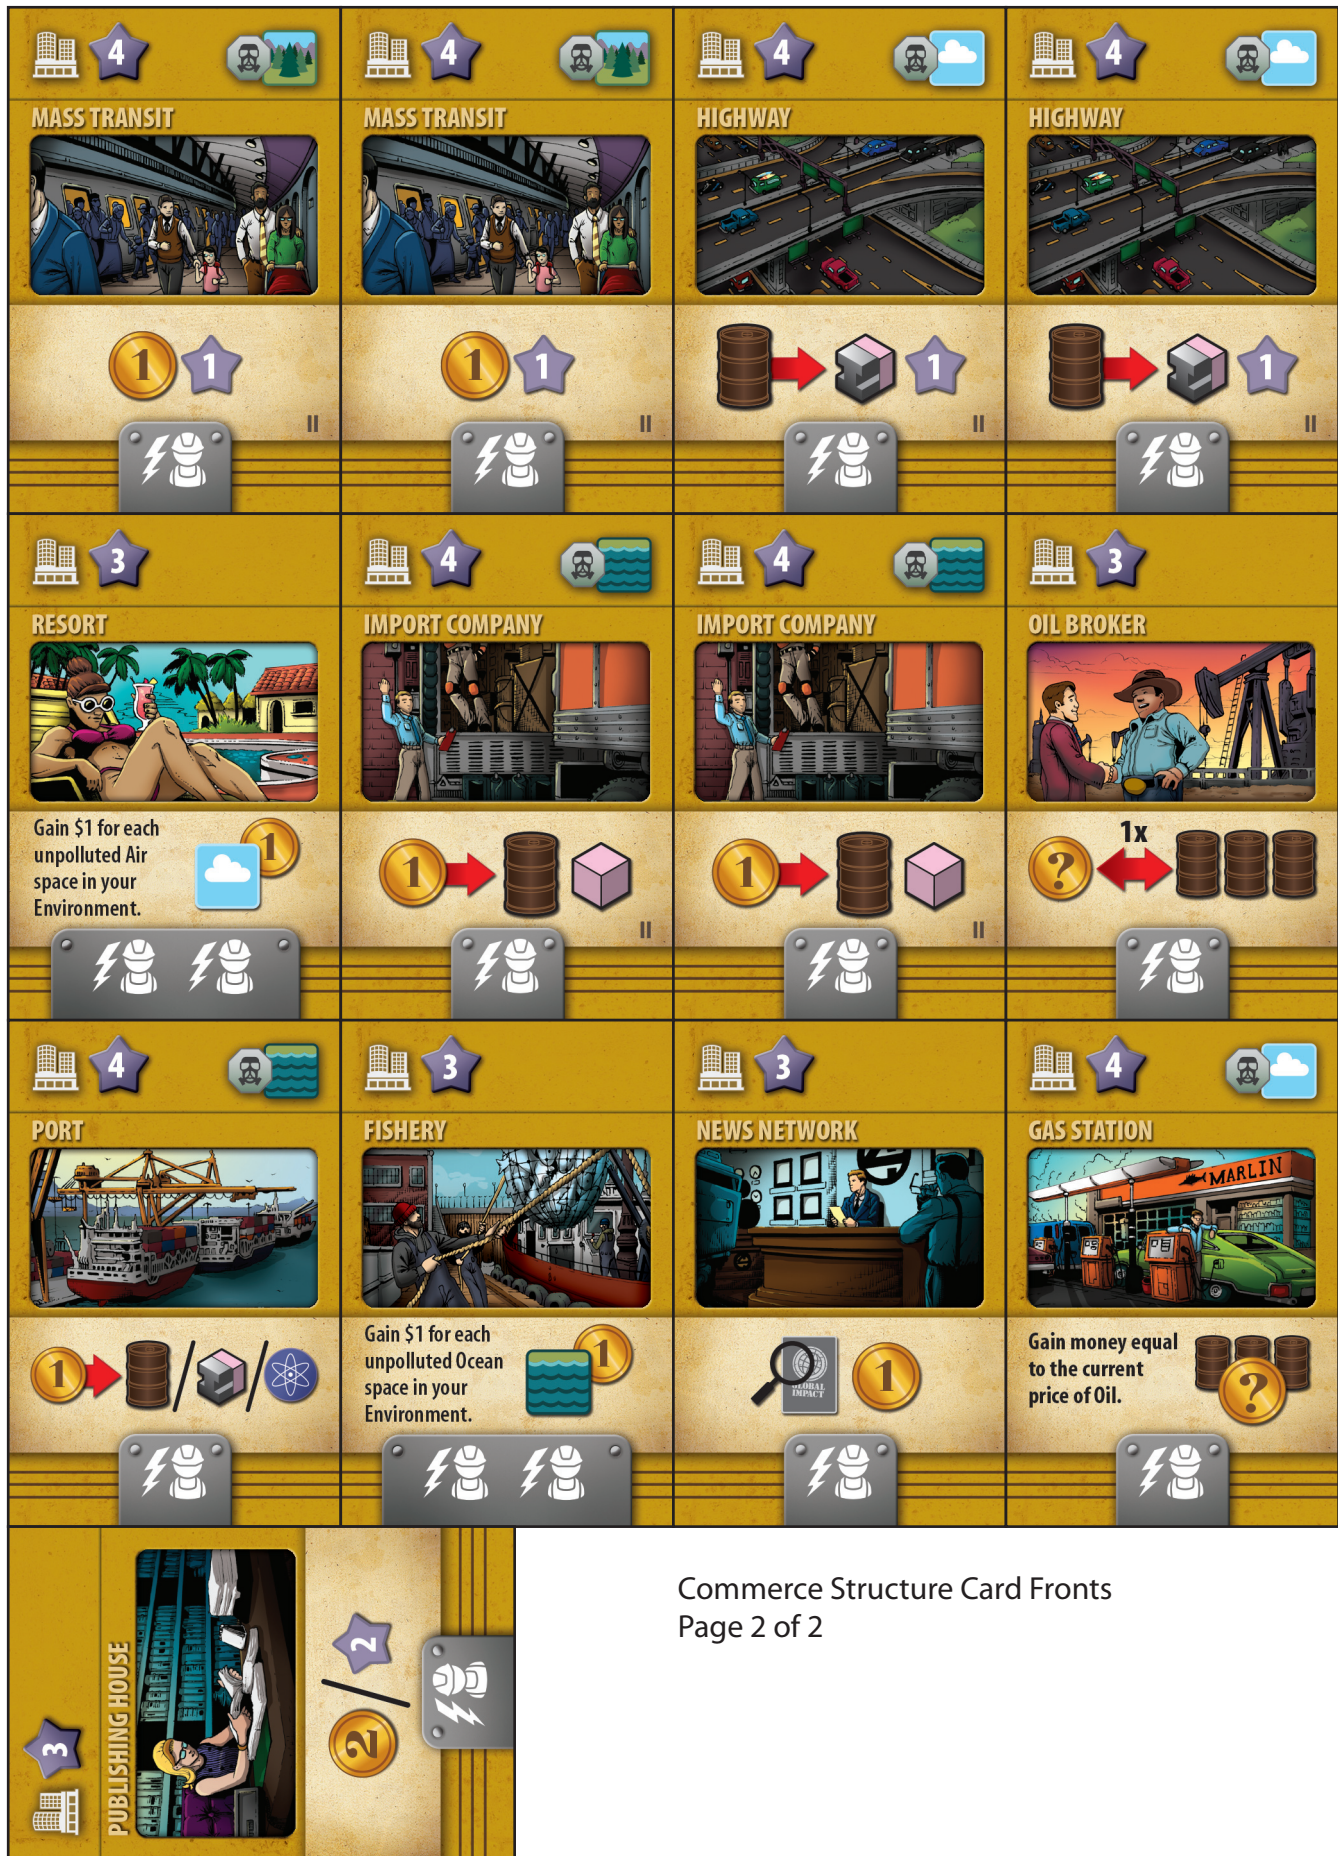 4
4
4
4
MASS TRANSIT
MASS TRANSIT
HIGHWAY
HIGHWAY
1 1
1 1
1
1
II
II
II
II
3
4
4
3
RESORT
IMPORT COMPANY
IMPORT COMPANY
OIL BROKER
Gain $1 for each
unpolluted Air
space in your
Environment.
1
1
1
1x
?
II
II
4
3
3
4
PORT
FISHERY
NEWS NETWORK
GAS STATION
MARLIN
1
Gain $1 for each
unpolluted Ocean
space in your
Environment.
1
GLOBAL
IMPACT
1
Gain money equal
to the current
price of Oil.
?
3
PUBLISHING HOUSE
2 / 2
Commerce Structure Card Fronts
Page 2 of 2